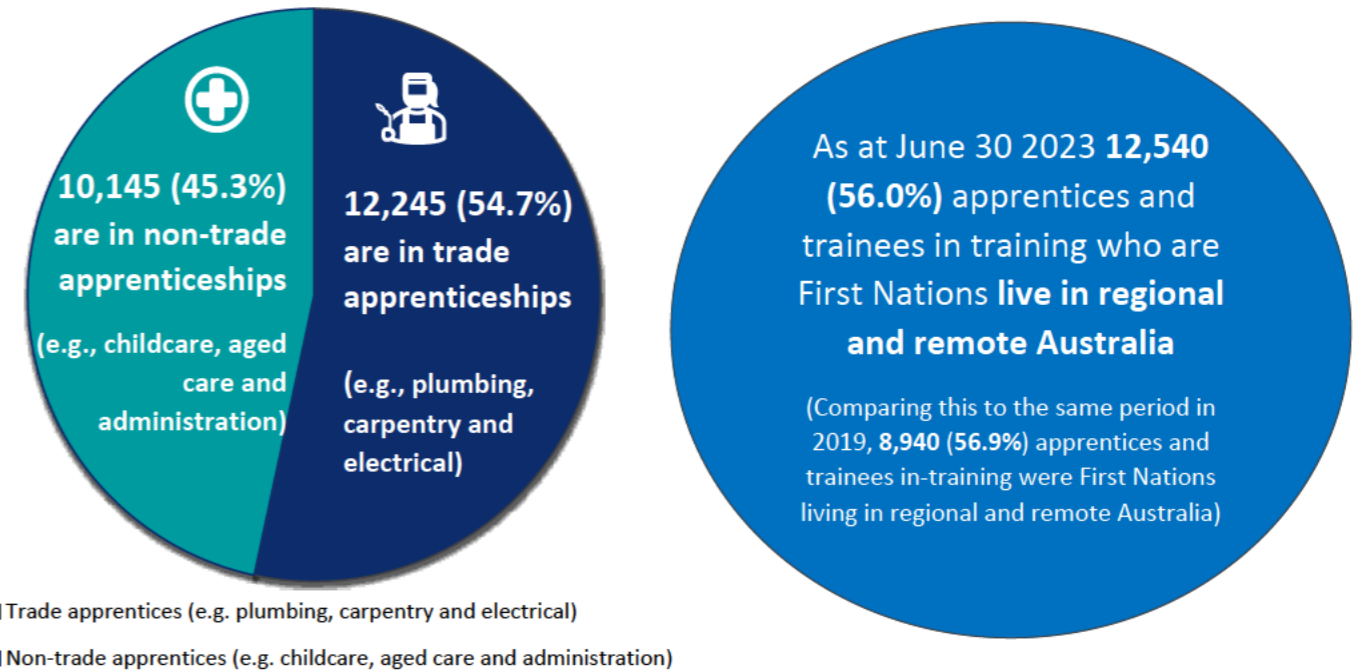 10,145 (45.3%)
are in non-trade
apprenticeships
(e.g., childcare, aged
care and
administration)
12,245 (54.7%)
are in trade
apprenticeships
(e.g., plumbing,
carpentry and
electrical)
Trade apprentices (e.g. plumbing, carpentry and electrical)
Non-trade apprentices (e.g. childcare, aged care and administration)
As at June 30 2023 12,540
(56.0%) apprentices and
trainees in training who are
First Nations live in regional
and remote Australia
(Comparing this to the same period in
2019, 8,940 (56.9%) apprentices and
trainees in-training were First Nations
living in regional and remote Australia)